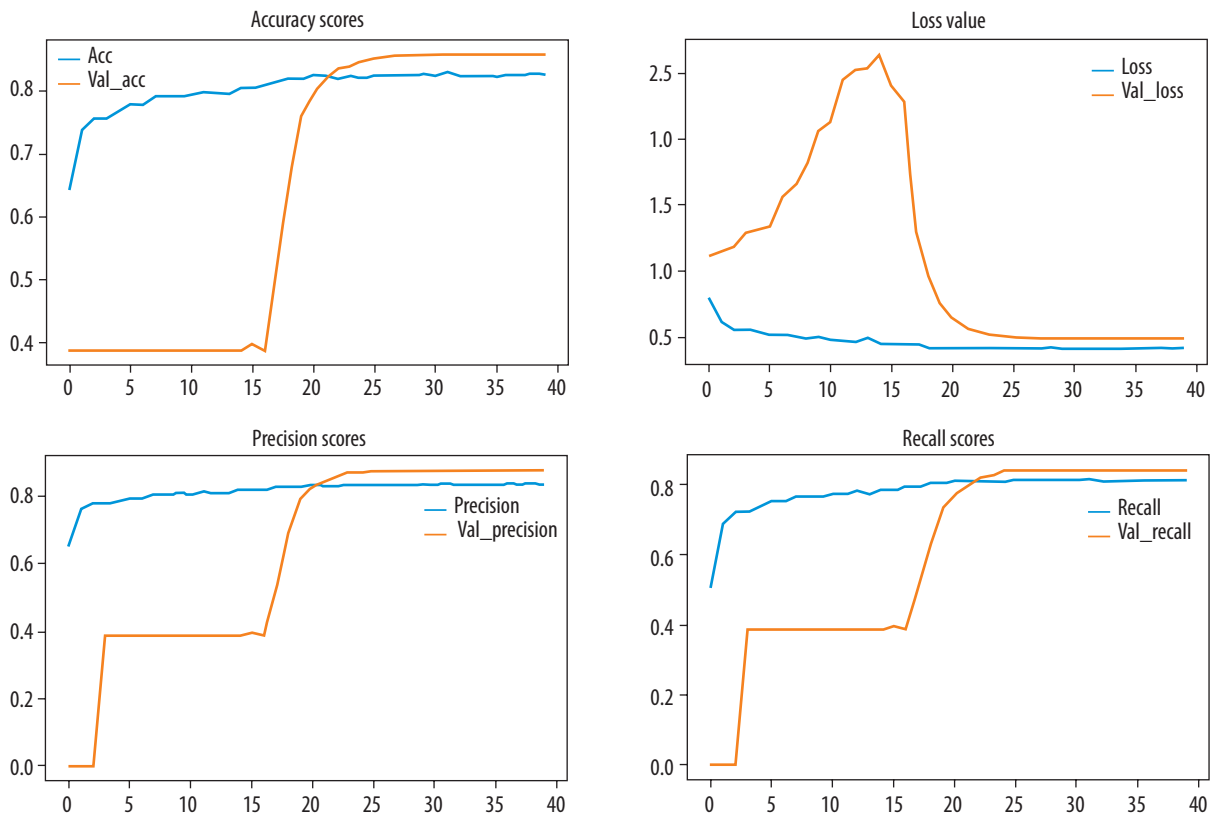 Accuracy scores
Acc
Val_acc
0.8
0.7
0.6
0.5
0.4
0 5 10 15 20 25 30 35 40
Loss value
Loss
Val_loss
2.5
1.0
1.5
1.0
0.5
0 5 10 15 20 25 30 35 40
Precision scores
Precision
Val_precision
0.8
0.6
0.4
0.2
0.0
0 5 10 15 20 25 30 35 40
Recall scores
Recall
Val_recall
0.8
0.6
0.4
0.2
0.0
0 5 10 15 20 25 30 35 40